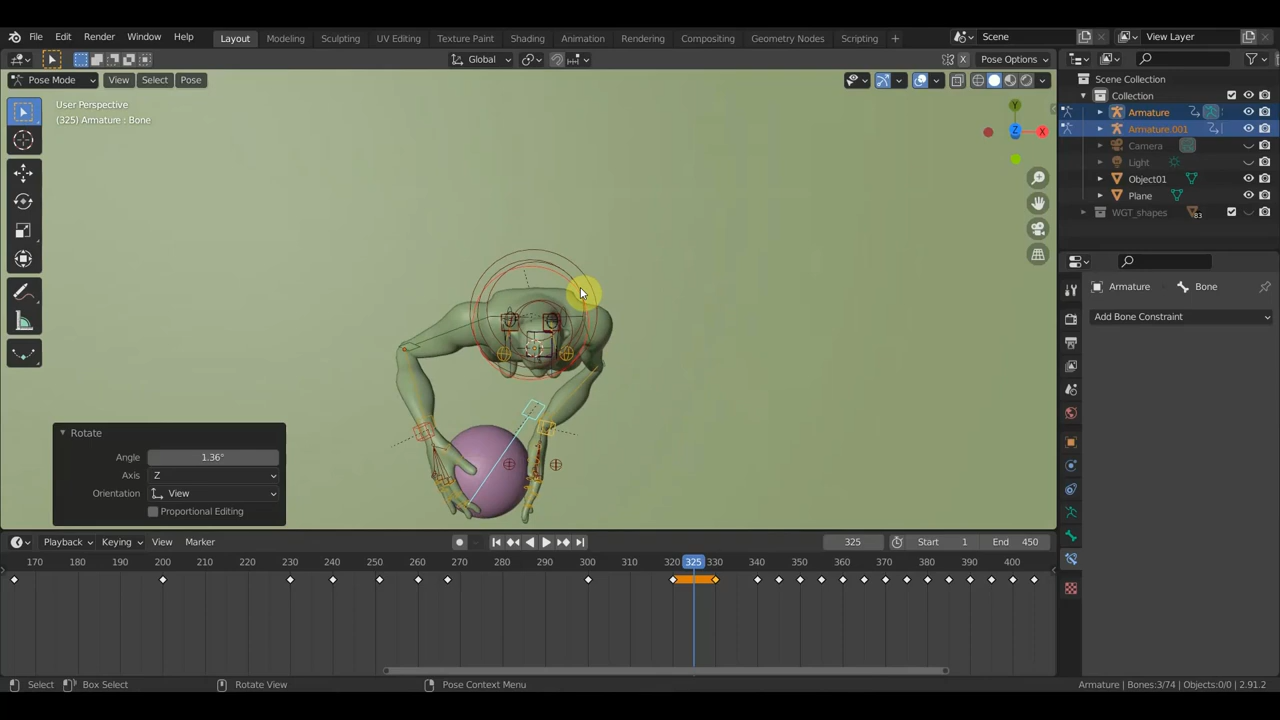 File Edit Render Window Help Layout Modeling Sculpting UV Editing Texture Paint Shading Animation Rendering Compositing Geometry Nodes Scripting + Scene View Layer
Global X Pose Options
Pose Mode View Select Pose
User Perspective
(325) Armature : Bone
Y
X
Z
Scene Collection
Collection
Armature
Armature.001
Camera
Light
Object01
Plane
WGT_shapes 83
Armature Bone
Add Bone Constraint
Rotate
Angle 1.36°
Axis Z
Orientation View
Proportional Editing
Playback Keying View Marker 325 Start 1 End 450
170 180 190 200 210 220 230 240 250 260 270 280 290 300 310 320 325 330 340 350 360 370 380 390 400
Select Box Select Rotate View Pose Context Menu Armature | Bones:3/74 | Objects:0/0 | 2.91.2